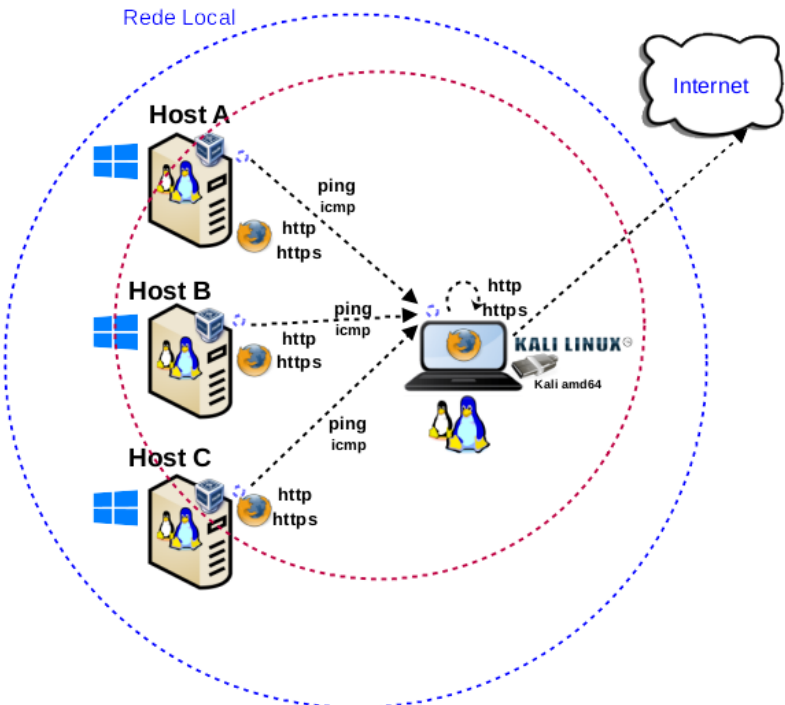 Rede Local
Internet
Host A
ping
icmp
http
https
Host B
ping
icmp
http
https
http
https
KALI LINUX
Kali amd64
ping
icmp
Host C
http
https